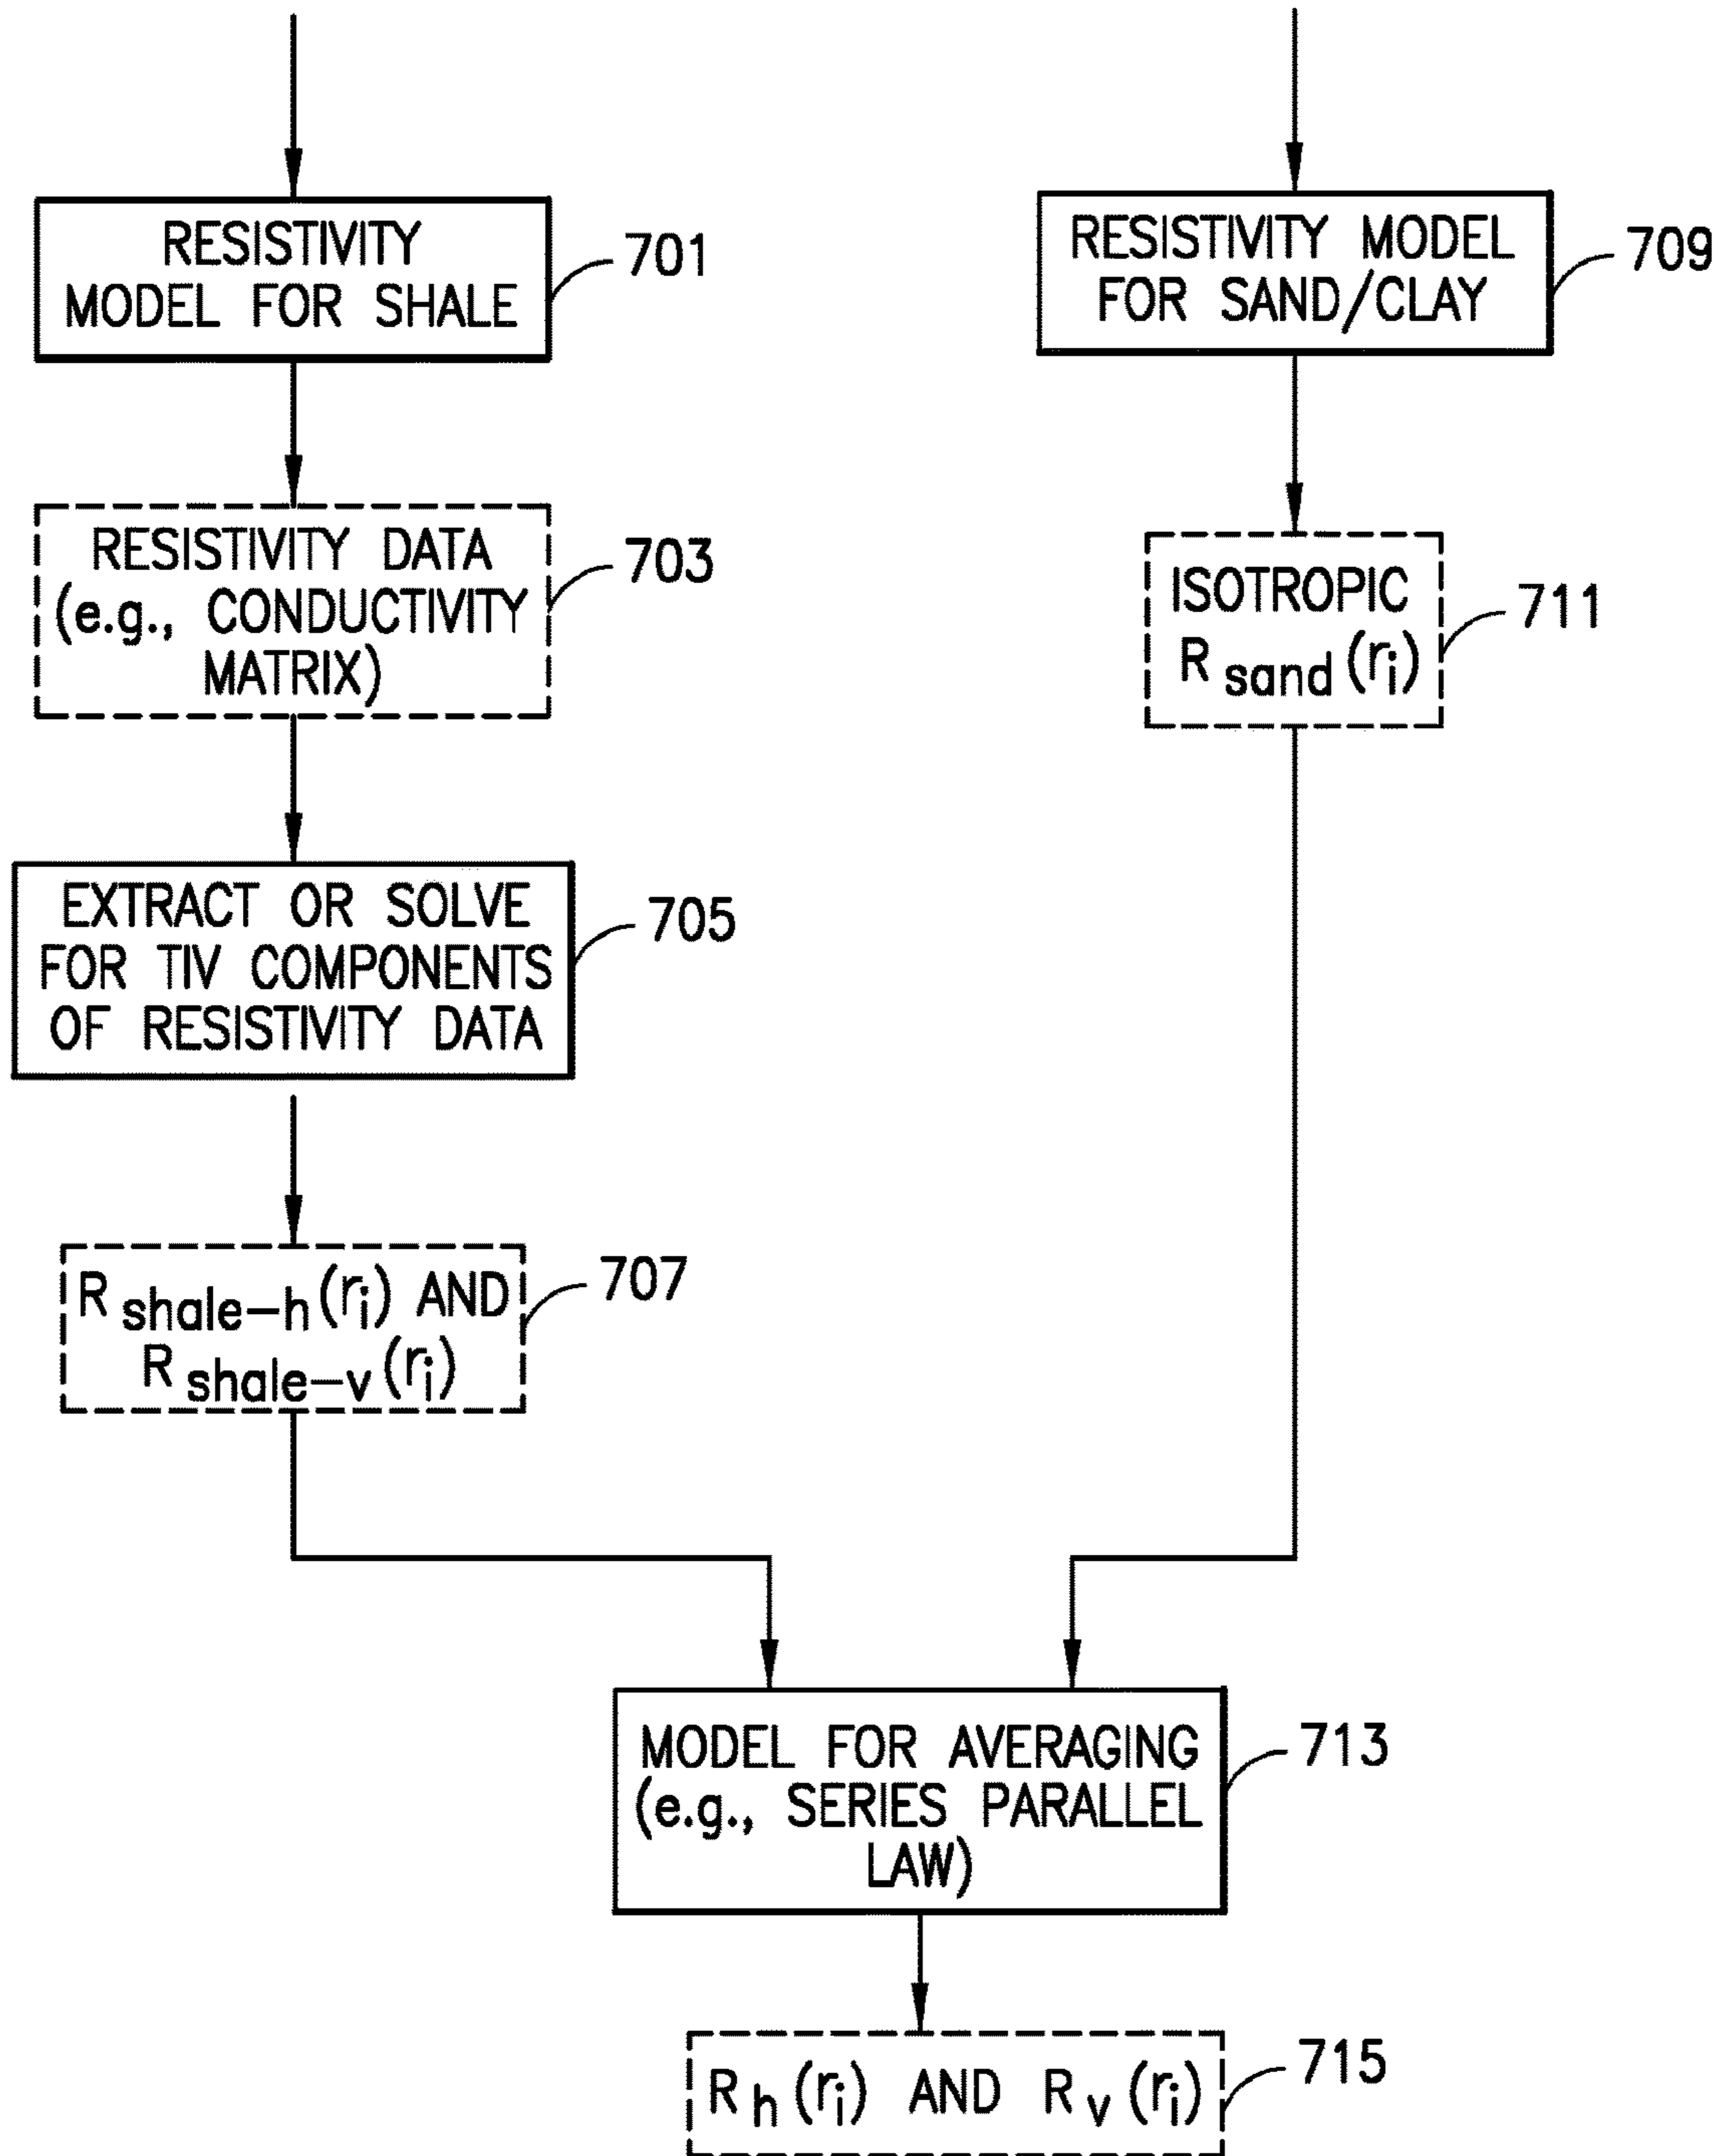 RESISTIVITY
MODEL FOR SHALE
701
RESISTIVITY DATA
(e.g., CONDUCTIVITY
MATRIX)
703
EXTRACT OR SOLVE
FOR TIV COMPONENTS
OF RESISTIVITY DATA
705
R shale-h (ri) AND
R shale-v (ri)
707
RESISTIVITY MODEL
FOR SAND/CLAY
709
ISOTROPIC
R sand (ri)
711
MODEL FOR AVERAGING
(e.g., SERIES PARALLEL
LAW)
713
R h (ri) AND R v (ri)
715